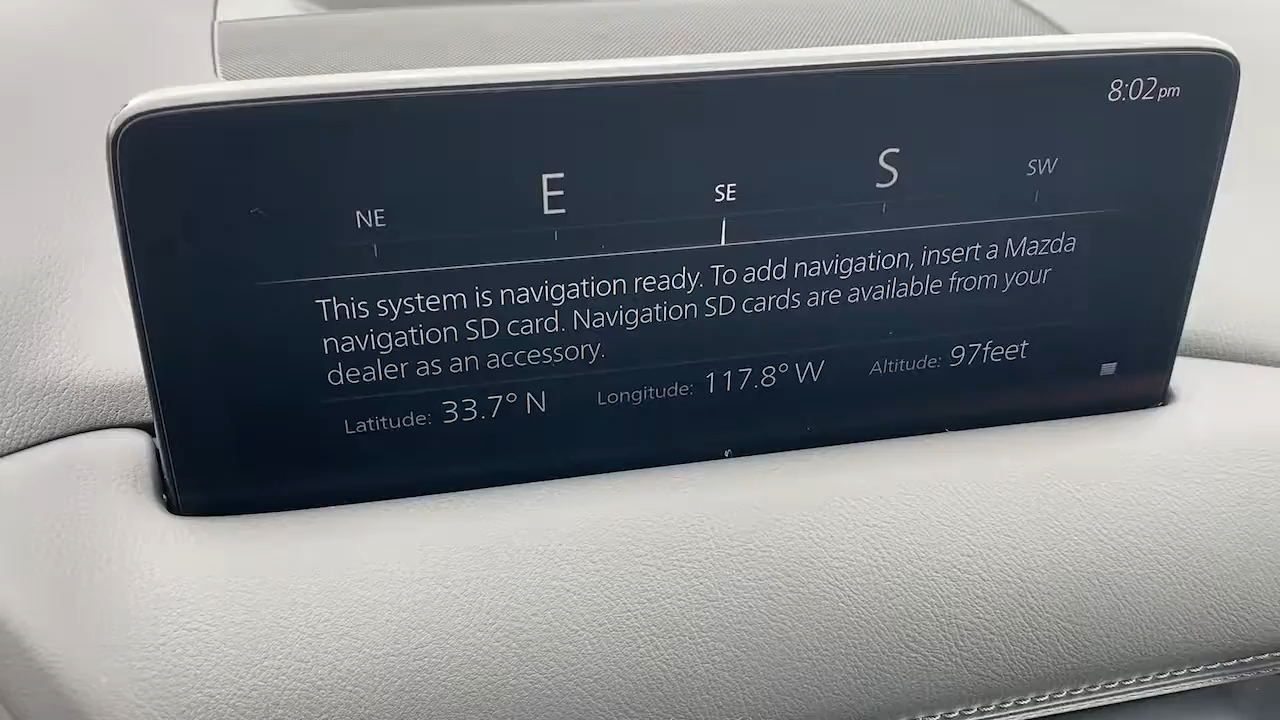 8:02 pm
NE E SE S SW
This system is navigation ready. To add navigation, insert a Mazda
navigation SD card. Navigation SD cards are available from your
dealer as an accessory.
Latitude: 33.7° N Longitude: 117.8° W Altitude: 97feet